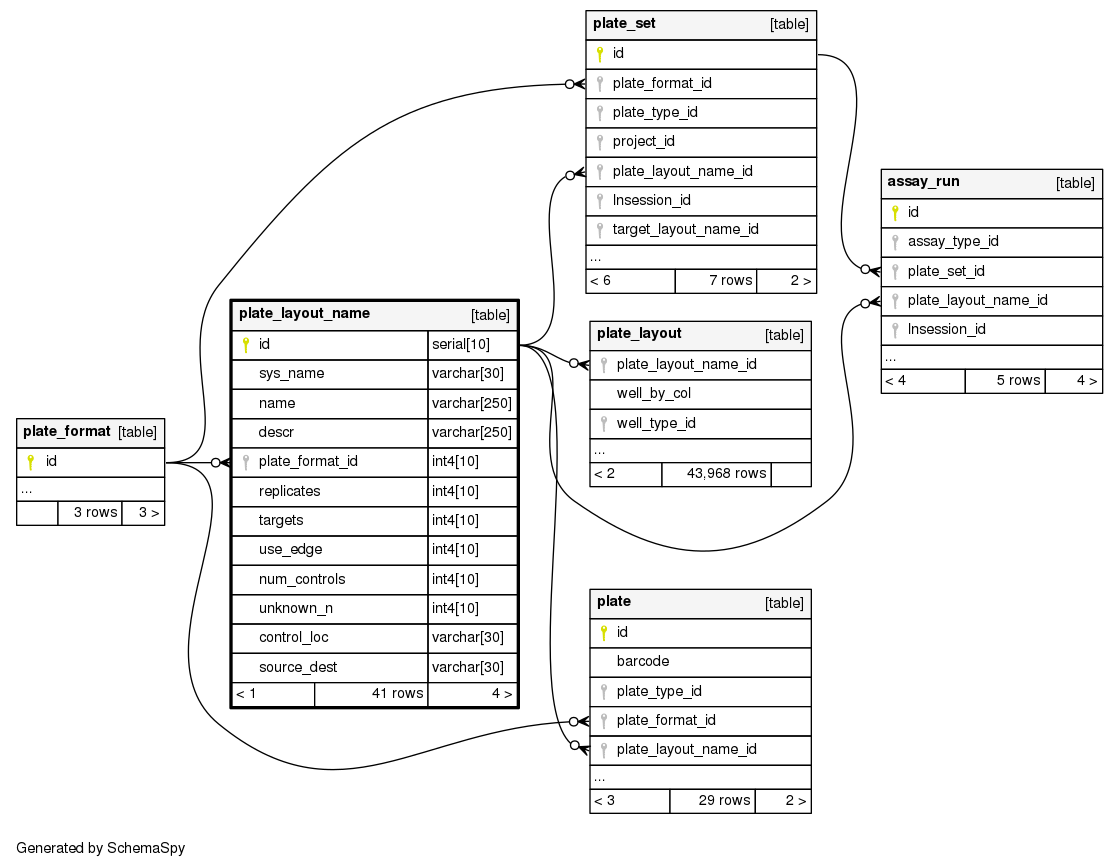 plate_set [table]
id
plate_format_id
plate_type_id
project_id
plate_layout_name_id
lnsession_id
target_layout_name_id
...
< 6 7 rows 2 >
assay_run [table]
id
assay_type_id
plate_set_id
plate_layout_name_id
lnsession_id
...
< 4 5 rows 4 >
plate_layout_name [table]
id serial[10]
sys_name varchar[30]
name varchar[250]
descr varchar[250]
plate_format_id int4[10]
replicates int4[10]
targets int4[10]
use_edge int4[10]
num_controls int4[10]
unknown_n int4[10]
control_loc varchar[30]
source_dest varchar[30]
< 1 41 rows 4 >
plate_layout [table]
plate_layout_name_id
well_by_col
well_type_id
...
< 2 43,968 rows
plate_format [table]
id
...
3 rows 3 >
plate [table]
id
barcode
plate_type_id
plate_format_id
plate_layout_name_id
...
< 3 29 rows 2 >
Generated by SchemaSpy